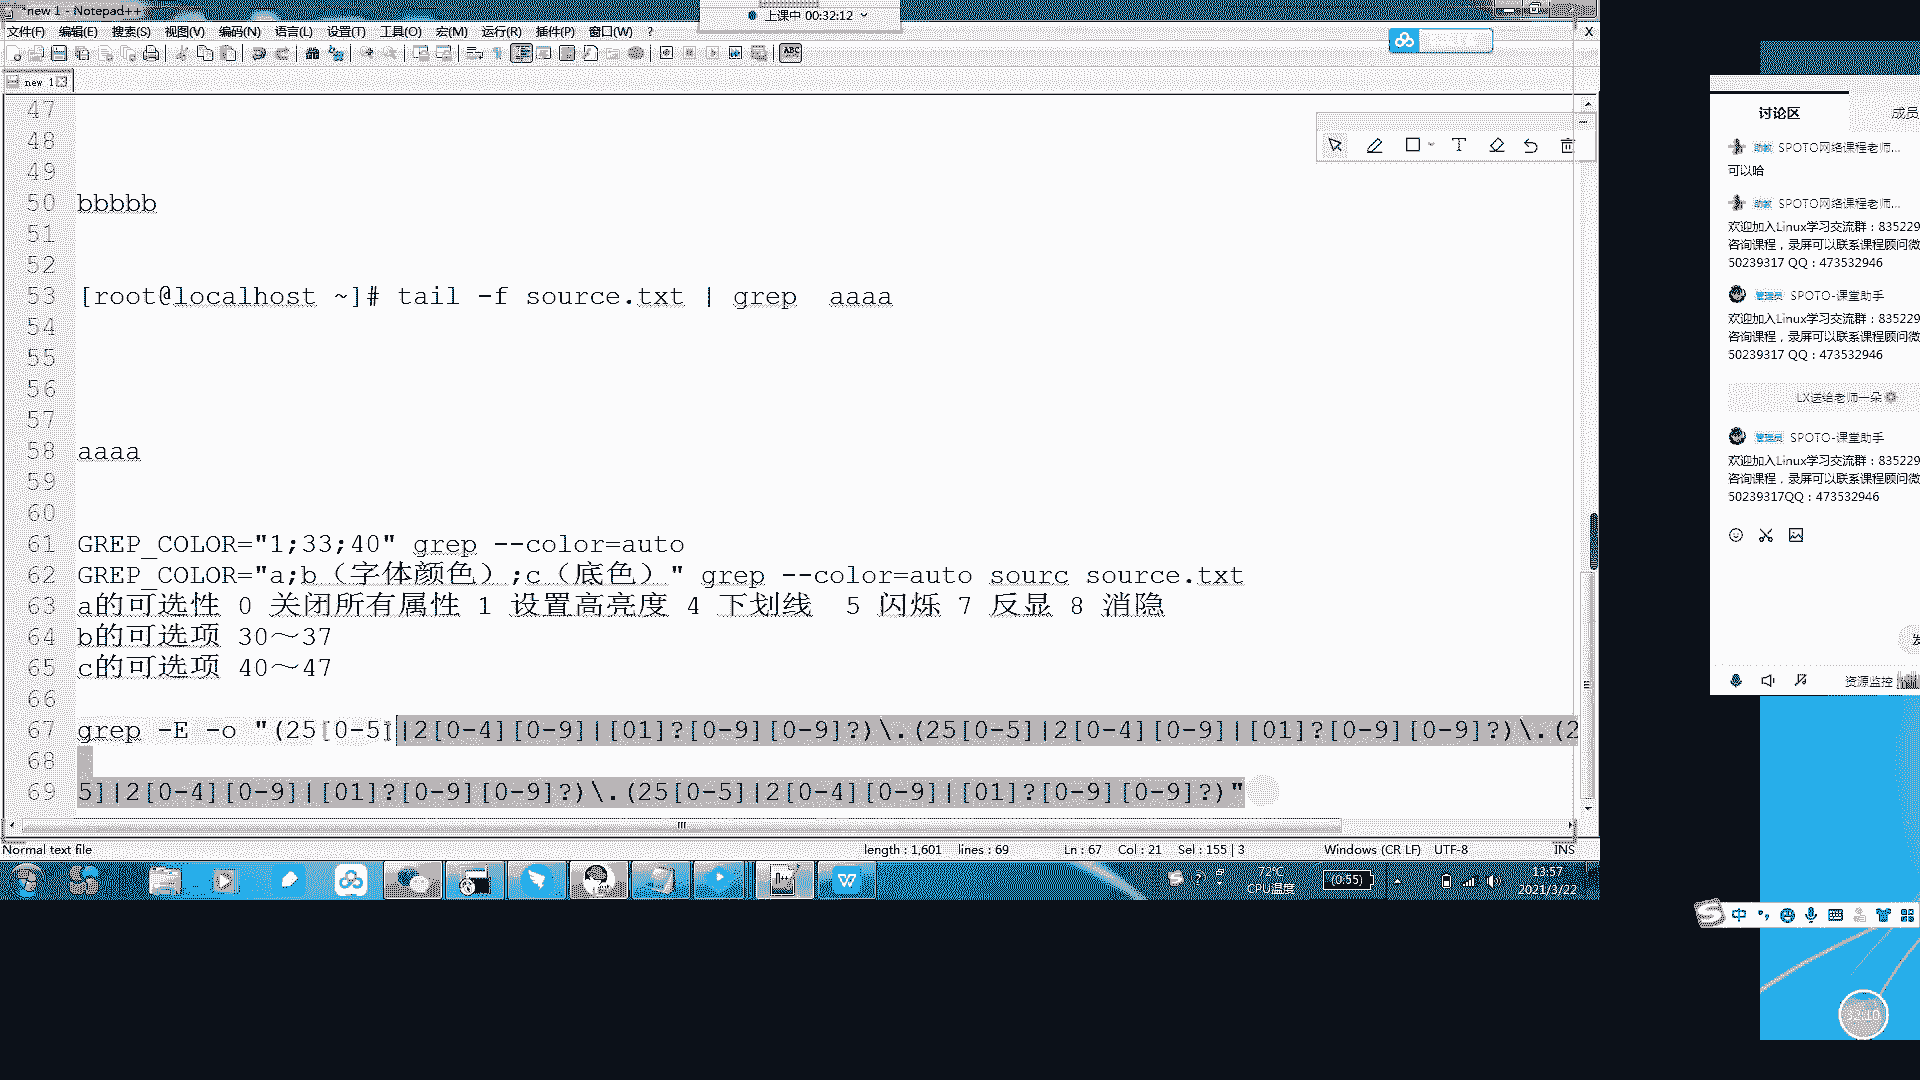 new 1 - Notepad++
上课中 00:32:12
文件(F) 编辑(E) 搜索(S) 视图(V) 编码(N) 语言(L) 设置(T) 工具(O) 宏(M) 运行(R) 插件(P) 窗口(W) ?
X
new 1
47
48
49
50 bbbbb
51
52
53 [root@localhost ~]# tail -f source.txt | grep  aaaa
54
55
56
57
58 aaaa
59
60
61 GREP_COLOR="1;33;40" grep --color=auto
62 GREP_COLOR="a;b（字体颜色）;c（底色）" grep --color=auto sourc source.txt
63 a的可选性 0 关闭所有属性 1 设置高亮度 4 下划线  5 闪烁 7 反显 8 消隐
64 b的可选项 30～37
65 c的可选项 40～47
66
67 grep -E -o "(25[0-5]|2[0-4][0-9]|[01]?[0-9][0-9]?)\.(25[0-5]|2[0-4][0-9]|[01]?[0-9][0-9]?)\.(2
68
69 5]|2[0-4][0-9]|[01]?[0-9][0-9]?)\.(25[0-5]|2[0-4][0-9]|[01]?[0-9][0-9]?)"
Normal text file length : 1,601 lines : 69 Ln : 67 Col : 21 Sel : 155 | 3 Windows (CR LF) UTF-8 INS
72℃
CPU温度
(0:55)
13:57
2021/3/22
讨论区 成员
助教 SPOTO网络课程老师...
可以哈
助教 SPOTO网络课程老师...
欢迎加入Linux学习交流群：835229
咨询课程，录屏可以联系课程顾问微
50239317 QQ：473532946
管理员 SPOTO-课堂助手
欢迎加入Linux学习交流群：835229
咨询课程，录屏可以联系课程顾问微
50239317 QQ：473532946
LX送给老师一朵
管理员 SPOTO-课堂助手
欢迎加入Linux学习交流群：835229
咨询课程，录屏可以联系课程顾问微
50239317QQ：473532946
资源监控
中
32:10